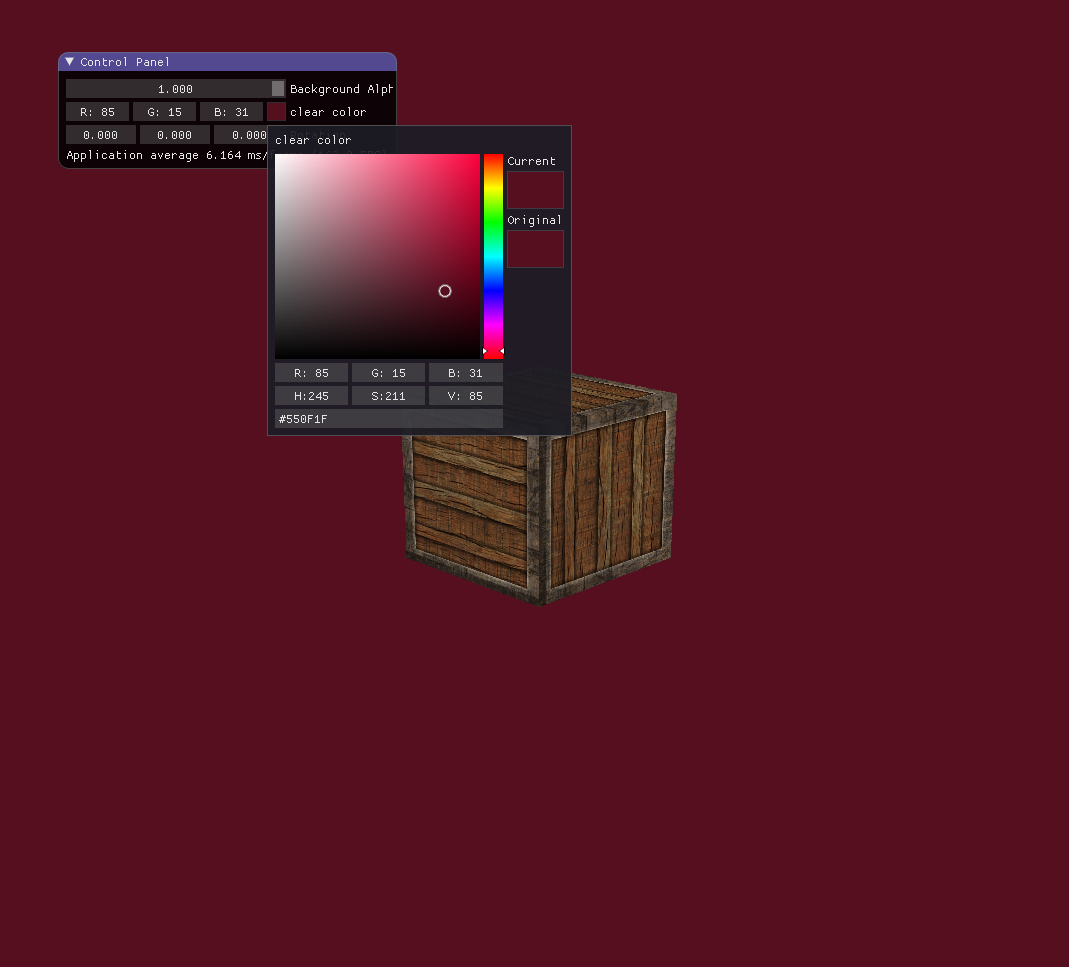 Control Panel
1.000 Background Alph
R: 85 G: 15 B: 31 clear color
0.000 0.000 0.000
Application average 6.164 ms/
clear color
Current
Original
R: 85 G: 15 B: 31
H:245 S:211 V: 85
#550F1F